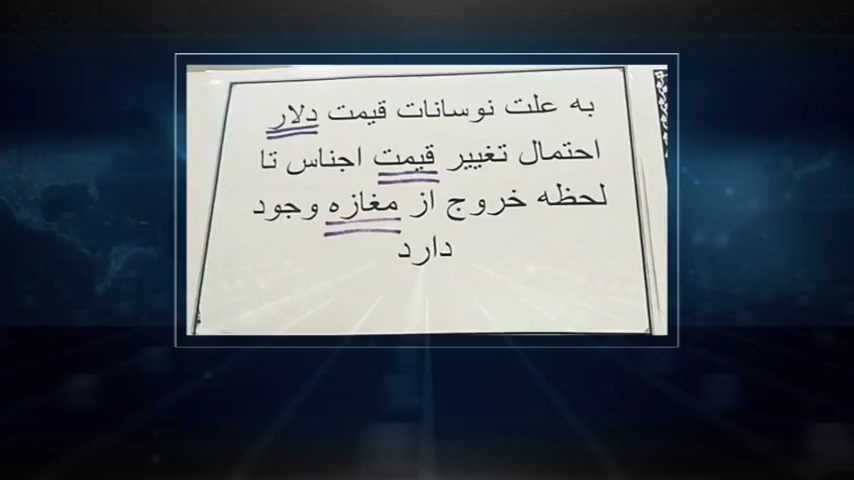 به علت نوسانات قیمت دلار
احتمال تغییر قیمت اجناس تا
لحظه خروج از مغازه وجود
دارد